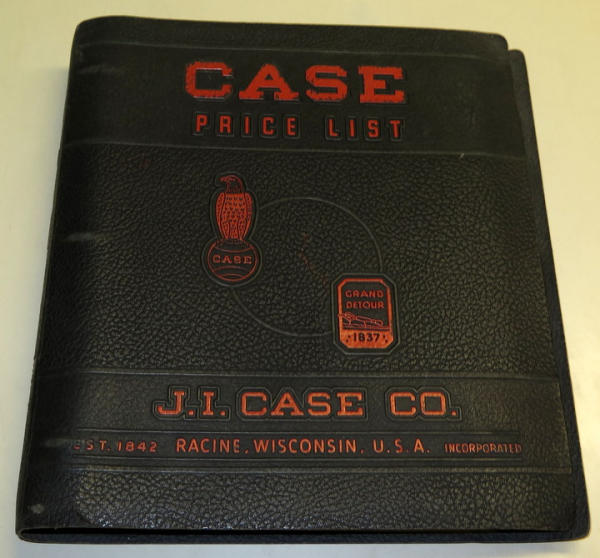 CASE
PRICE LIST
CASE
GRAND
DETOUR
1837
J.I. CASE CO.
EST. 1842 RACINE, WISCONSIN, U.S.A. INCORPORATED